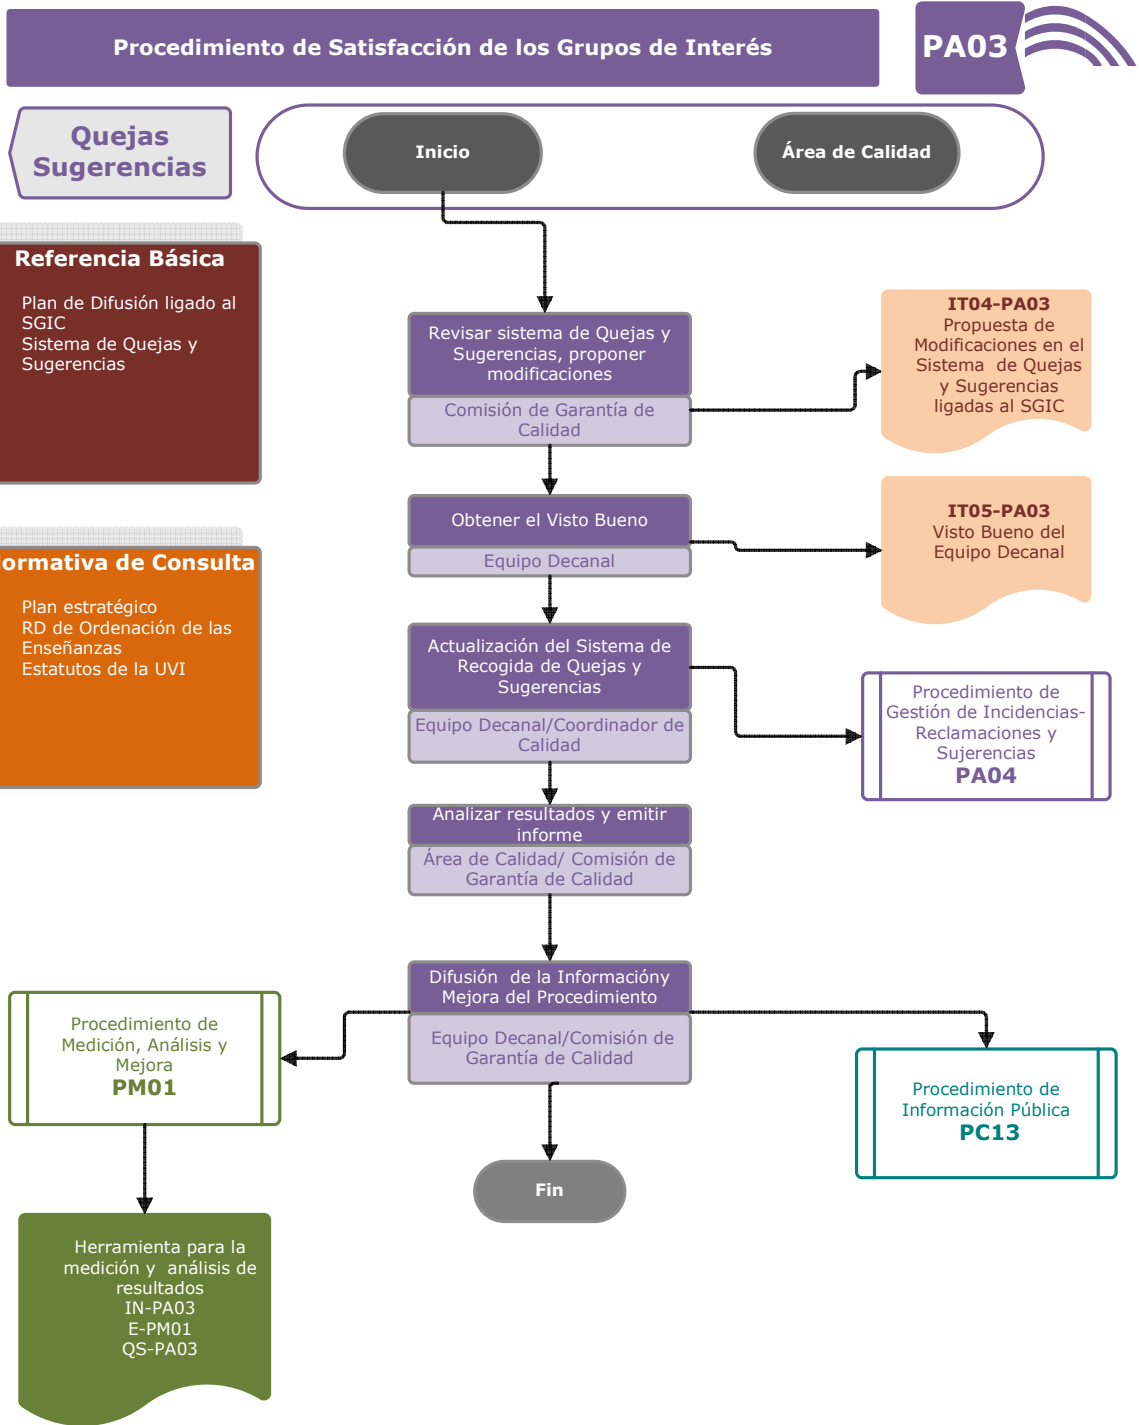 Procedimiento de Satisfacción de los Grupos de Interés
PA03
Quejas
Sugerencias
Inicio
Área de Calidad
Referencia Básica
Plan de Difusión ligado al
SGIC
Sistema de Quejas y
Sugerencias
Revisar sistema de Quejas y
Sugerencias, proponer
modificaciones
Comisión de Garantía de
Calidad
IT04-PA03
Propuesta de
Modificaciones en el
Sistema de Quejas
y Sugerencias
ligadas al SGIC
Obtener el Visto Bueno
Equipo Decanal
IT05-PA03
Visto Bueno del
Equipo Decanal
ormativa de Consulta
Plan estratégico
RD de Ordenación de las
Enseñanzas
Estatutos de la UVI
Actualización del Sistema de
Recogida de Quejas y
Sugerencias
Equipo Decanal/Coordinador de
Calidad
Procedimiento de
Gestión de Incidencias-
Reclamaciones y
Sujerencias
PA04
Analizar resultados y emitir
informe
Área de Calidad/ Comisión de
Garantía de Calidad
Difusión de la Informacióny
Mejora del Procedimiento
Equipo Decanal/Comisión de
Garantía de Calidad
Procedimiento de
Medición, Análisis y
Mejora
PM01
Procedimiento de
Información Pública
PC13
Fin
Herramienta para la
medición y análisis de
resultados
IN-PA03
E-PM01
QS-PA03